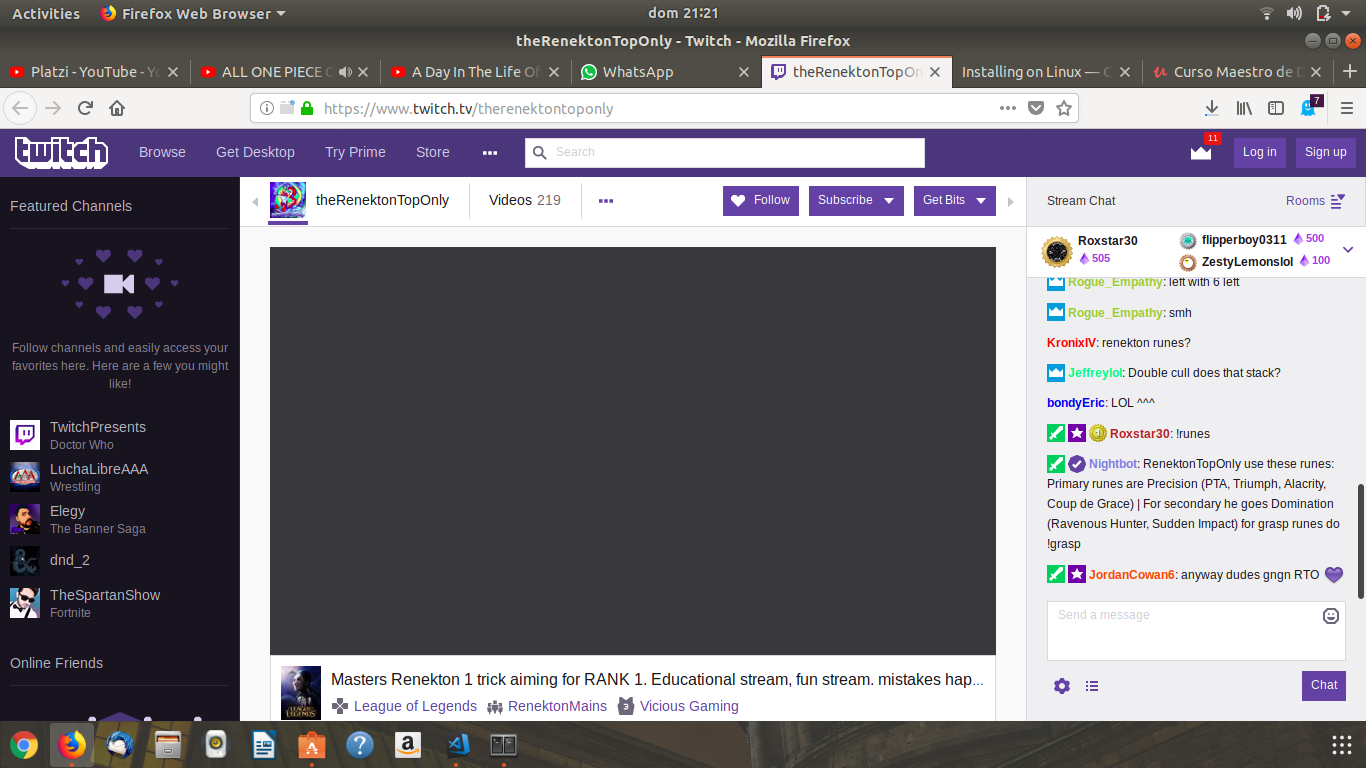 Activities
Firefox Web Browser
dom 21:21
theRenektonTopOnly - Twitch - Mozilla Firefox
Platzi - YouTube - Yo
ALL ONE PIECE
A Day In The Life Of
WhatsApp
theRenektonTopOn
Installing on Linux —
Curso Maestro de
https://www.twitch.tv/therenektontoponly
7
twitch
Browse
Get Desktop
Try Prime
Store
Search
11
Log in
Sign up
Featured Channels
Follow channels and easily access your
favorites here. Here are a few you might
like!
TwitchPresents
Doctor Who
LuchaLibreAAA
Wrestling
Elegy
The Banner Saga
dnd_2
TheSpartanShow
Fortnite
Online Friends
theRenektonTopOnly
Videos 219
Follow
Subscribe
Get Bits
Masters Renekton 1 trick aiming for RANK 1. Educational stream, fun stream. mistakes hap...
League of Legends
RenektonMains
Vicious Gaming
Stream Chat
Rooms
Roxstar30
505
flipperboy0311 500
ZestyLemonslol 100
Rogue_Empathy: left with 6 left
Rogue_Empathy: smh
KronixIV: renekton runes?
Jeffreylol: Double cull does that stack?
bondyEric: LOL ^^^
Roxstar30: !runes
Nightbot: RenektonTopOnly use these runes:
Primary runes are Precision (PTA, Triumph, Alacrity,
Coup de Grace) | For secondary he goes Domination
(Ravenous Hunter, Sudden Impact) for grasp runes do
!grasp
JordanCowan6: anyway dudes gngn RTO
Send a message
Chat